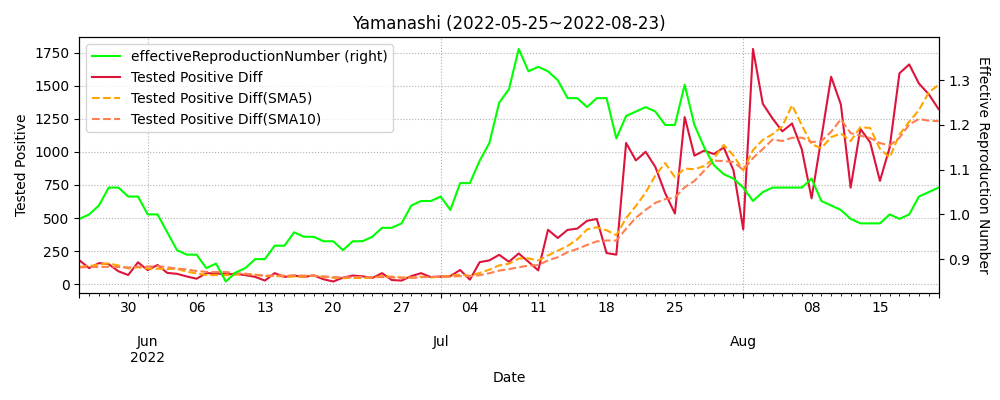 Yamanashi (2022-05-25~2022-08-23)
effectiveReproductionNumber (right)
Tested Positive Diff
Tested Positive Diff(SMA5)
Tested Positive Diff(SMA10)
Tested Positive
1750
1500
1250
1000
750
500
250
0
Effective Reproduction Number
1.3
1.2
1.1
1.0
0.9
30 06 13 20 27 04 11 18 25 08 15
Jun Jul Aug
2022
Date